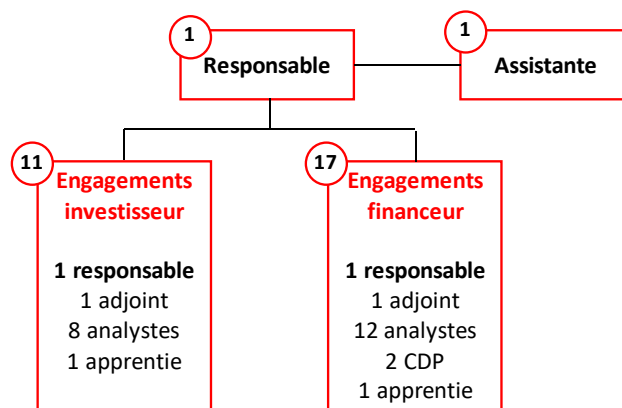 1
Responsable
1
Assistante
11
Engagements
investisseur
1 responsable
1 adjoint
8 analystes
1 apprentie
17
Engagements
financeur
1 responsable
1 adjoint
12 analystes
2 CDP
1 apprentie